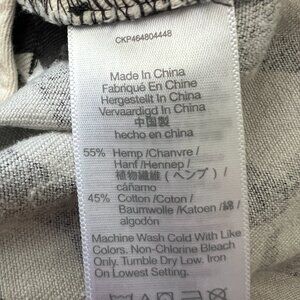 CKP464804448
Made In China
Fabriqué En Chine
Hergestellt In China
Vervaardigd In China
中国製
hecho en china
55% Hemp /Chanvre /
Hanf /Hennep /
植物繊維 ( ヘンプ ) /
cáñamo
45% Cotton /Coton /
Baumwolle /Katoen /綿 /
algodón
Machine Wash Cold With Like
Colors. Non-Chlorine Bleach
Only. Tumble Dry Low. Iron
On Lowest Setting.